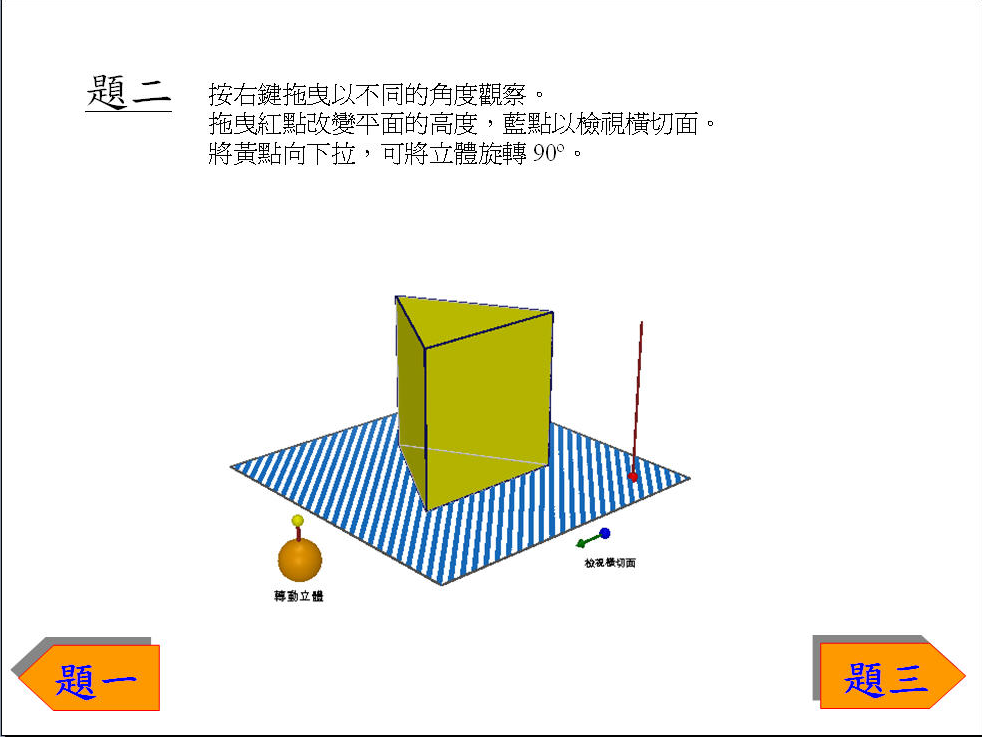 題二
按右鍵拖曳以不同的角度觀察。
拖曳紅點改變平面的高度，藍點以檢視橫切面。
將黃點向下拉，可將立體旋轉 90°。
檢視橫切面
轉動立體
題一
題三